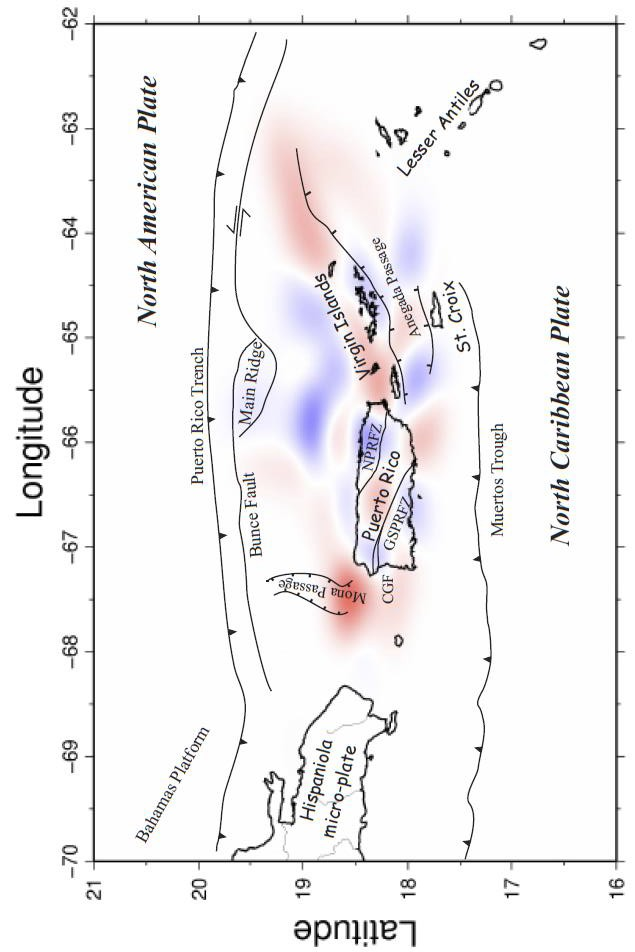 Longitude
-70
-69
-68
-67
-66
-65
-64
-63
-62
Latitude
21
20
19
18
17
16
North American Plate
Bahamas Platform
Puerto Rico Trench
Bunce Fault
Main Ridge
Mona Passage
Hispaniola
micro-plate
Virgin Islands
Anegada Passage
Lesser Antiles
St. Croix
NPRFZ
Puerto Rico
GSPRFZ
CGF
Muertos Trough
North Caribbean Plate